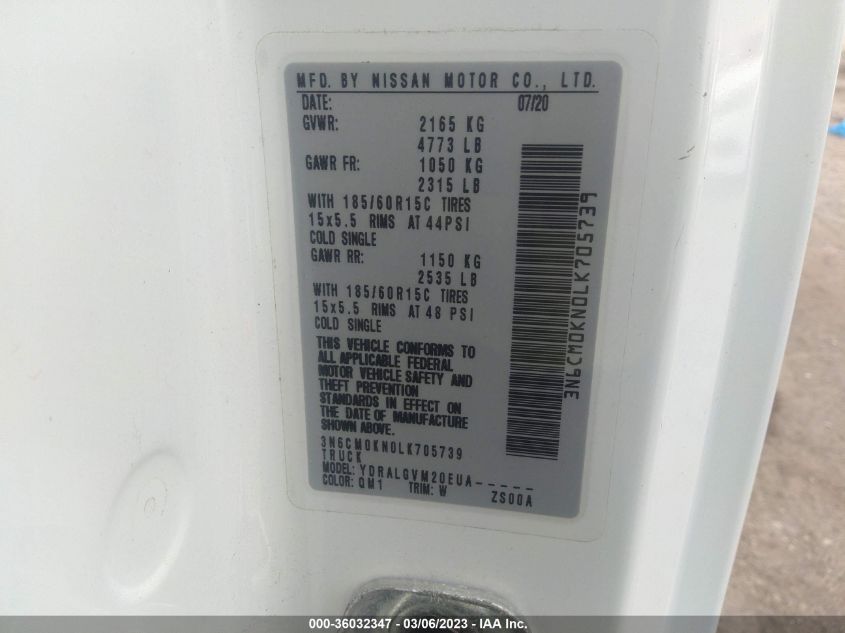 MFD. BY NISSAN MOTOR CO., LTD.
DATE: 07/20
GVWR: 2165 KG
4773 LB
GAWR FR: 1050 KG
2315 LB
WITH 185/60R15C TIRES
15x5.5 RIMS AT 44PSI
COLD SINGLE
GAWR RR: 1150 KG
2535 LB
WITH 185/60R15C TIRES
15x5.5 RIMS AT 48 PSI
COLD SINGLE
THIS VEHICLE CONFORMS TO
ALL APPLICABLE FEDERAL
MOTOR VEHICLE SAFETY AND
THEFT PREVENTION
STANDARDS IN EFFECT ON
THE DATE OF MANUFACTURE
SHOWN ABOVE.
3N6CM0KN0LK705739
TRUCK
MODEL: YDRALGVM20EUA-----
COLOR: QM1 TRIM: W ZS00A
3N6CM0KN0LK705739
000-36032347 - 03/06/2023 - IAA Inc.